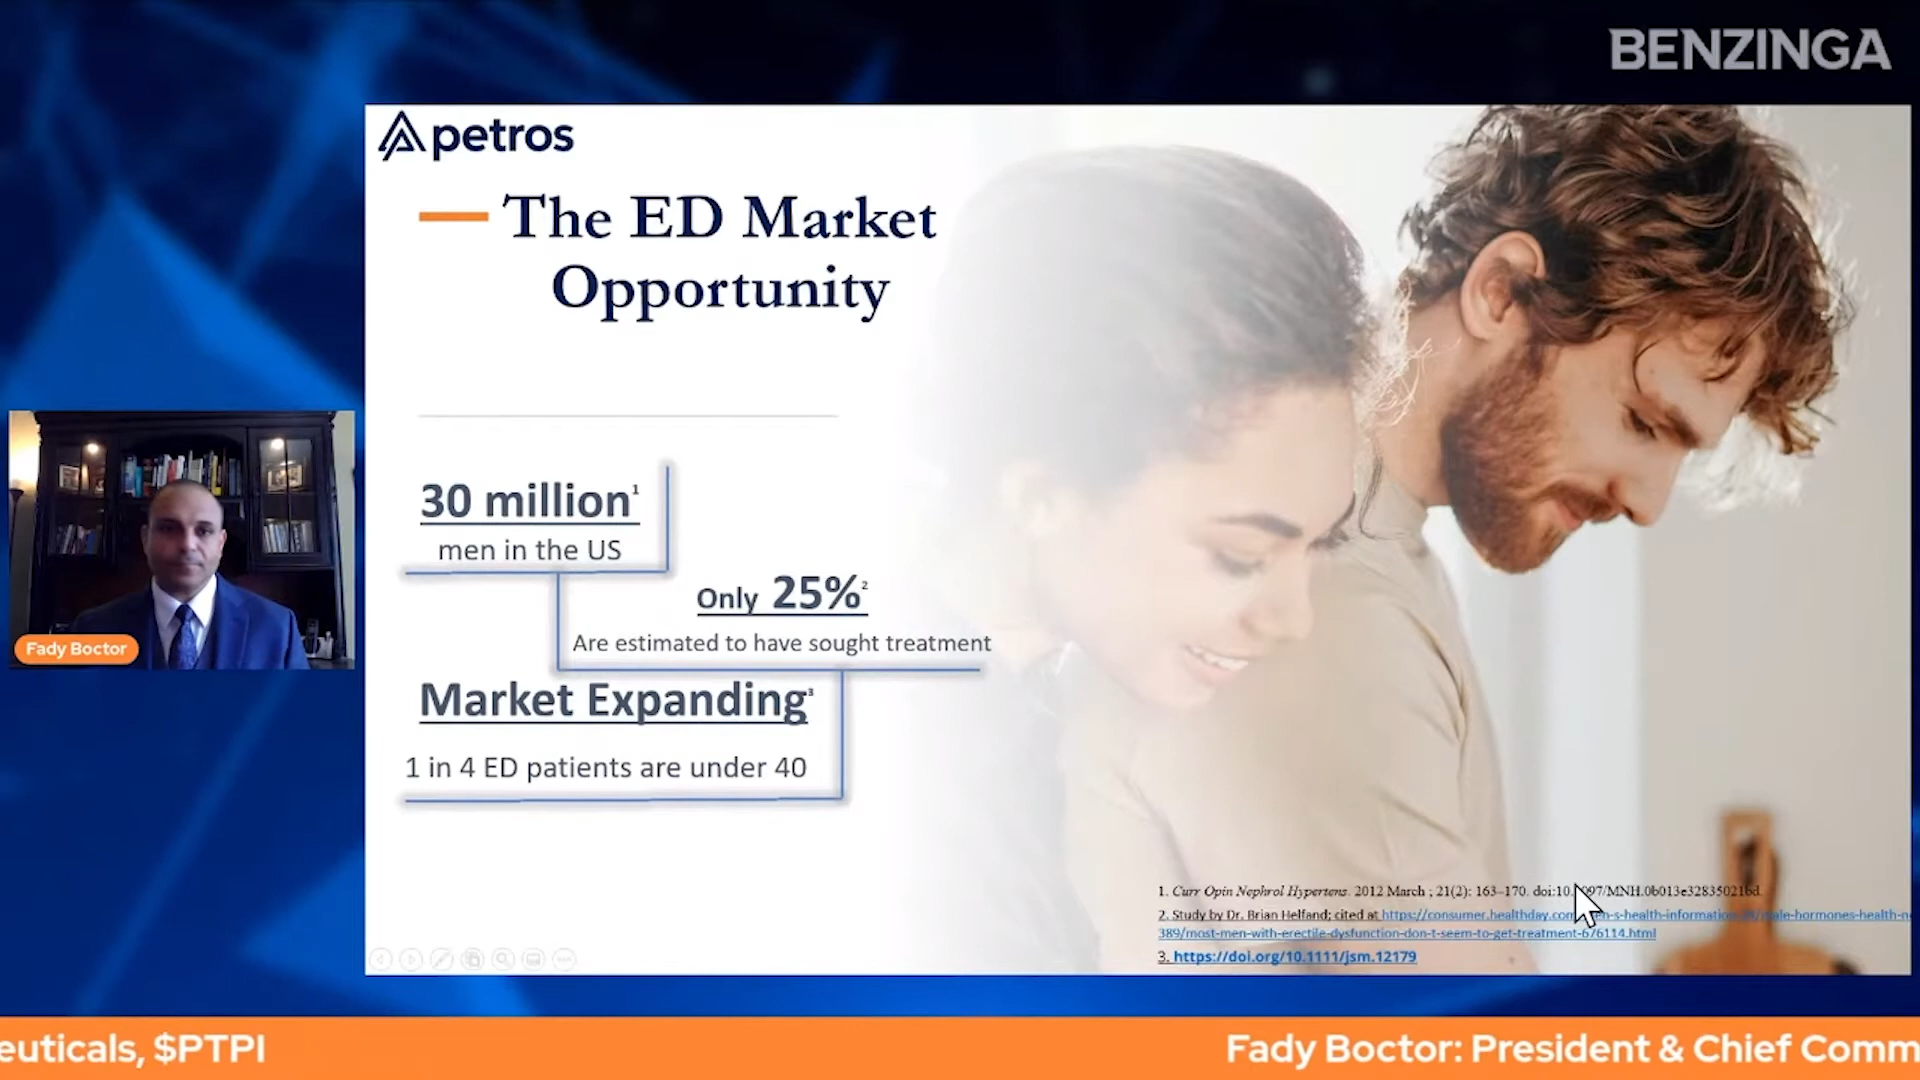 BENZINGA
petros
The ED Market
Opportunity
30 million¹
men in the US
Only 25%²
Are estimated to have sought treatment
Market Expanding³
1 in 4 ED patients are under 40
Fady Boctor
1. Curr Opin Nephrol Hypertens. 2012 March ; 21(2): 163–170.
2. Study by Dr. Brian Helfand; cited at
389/most-men-with-erectile-dysfunction-don-t-seem-to-get-treatment-676114.html
3. https://doi.org/10.1111/jsm.12179
euticals, $PTPI
Fady Boctor: President & Chief Comm